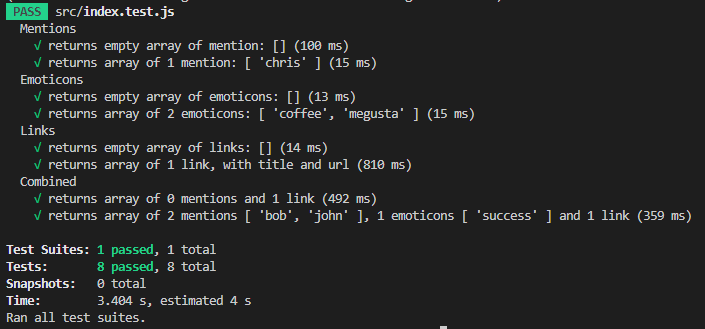 PASS src/index.test.js
Mentions
√ returns empty array of mention: [] (100 ms)
√ returns array of 1 mention: [ 'chris' ] (15 ms)
Emoticons
√ returns empty array of emoticons: [] (13 ms)
√ returns array of 2 emoticons: [ 'coffee', 'megusta' ] (15 ms)
Links
√ returns empty array of links: [] (14 ms)
√ returns array of 1 link, with title and url (810 ms)
Combined
√ returns array of 0 mentions and 1 link (492 ms)
√ returns array of 2 mentions [ 'bob', 'john' ], 1 emoticons [ 'success' ] and 1 link (359 ms)
Test Suites: 1 passed, 1 total
Tests: 8 passed, 8 total
Snapshots: 0 total
Time: 3.404 s, estimated 4 s
Ran all test suites.